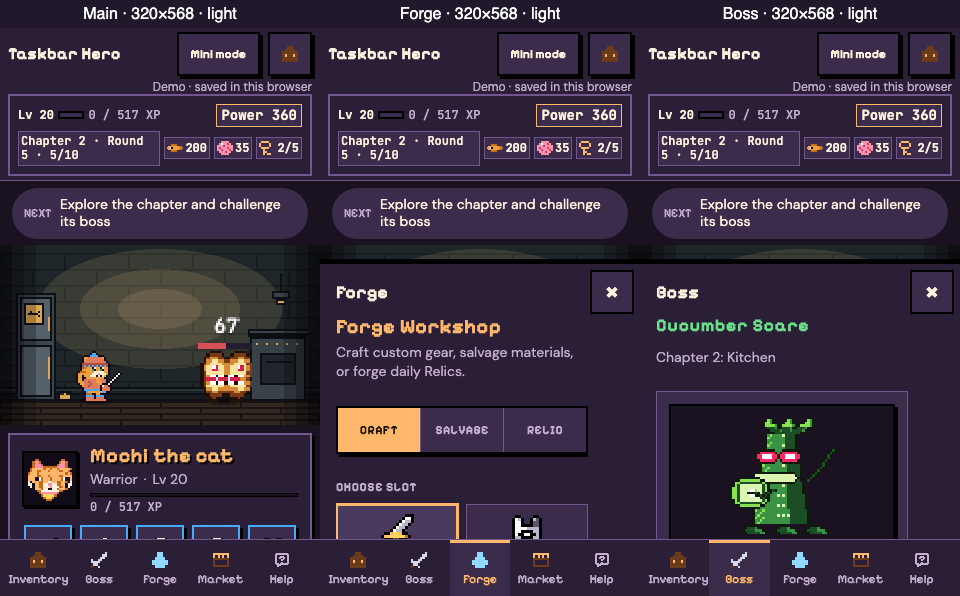 Main · 320×568 · light
Taskbar Hero
Mini mode
Demo · saved in this browser
Lv 20
0 / 517 XP
Power 360
Chapter 2 · Round
5 · 5/10
200
35
2/5
NEXT
Explore the chapter and challenge
its boss
67
Mochi the cat
Warrior · Lv 20
0 / 517 XP
Inventory
Boss
Forge
Market
Help
Forge · 320×568 · light
Taskbar Hero
Mini mode
Demo · saved in this browser
Lv 20
0 / 517 XP
Power 360
Chapter 2 · Round
5 · 5/10
200
35
2/5
NEXT
Explore the chapter and challenge
its boss
Forge
Forge Workshop
Craft custom gear, salvage materials,
or forge daily Relics.
CRAFT
SALVAGE
RELIC
CHOOSE SLOT
Inventory
Boss
Forge
Market
Help
Boss · 320×568 · light
Taskbar Hero
Mini mode
Demo · saved in this browser
Lv 20
0 / 517 XP
Power 360
Chapter 2 · Round
5 · 5/10
200
35
2/5
NEXT
Explore the chapter and challenge
its boss
Boss
Cucumber Scare
Chapter 2: Kitchen
Inventory
Boss
Forge
Market
Help